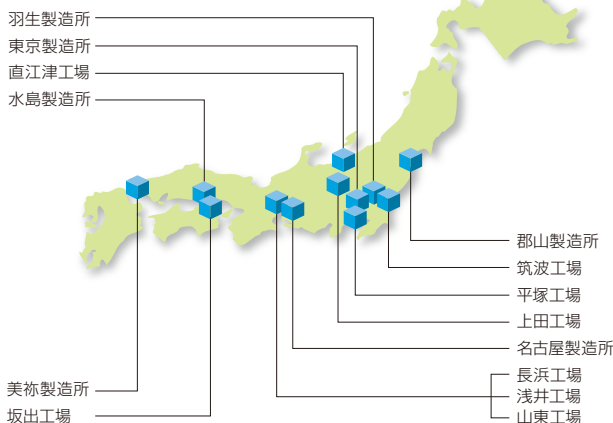 羽生製造所
東京製造所
直江津工場
水島製造所
郡山製造所
筑波工場
平塚工場
上田工場
名古屋製造所
長浜工場
浅井工場
山東工場
美祢製造所
坂出工場